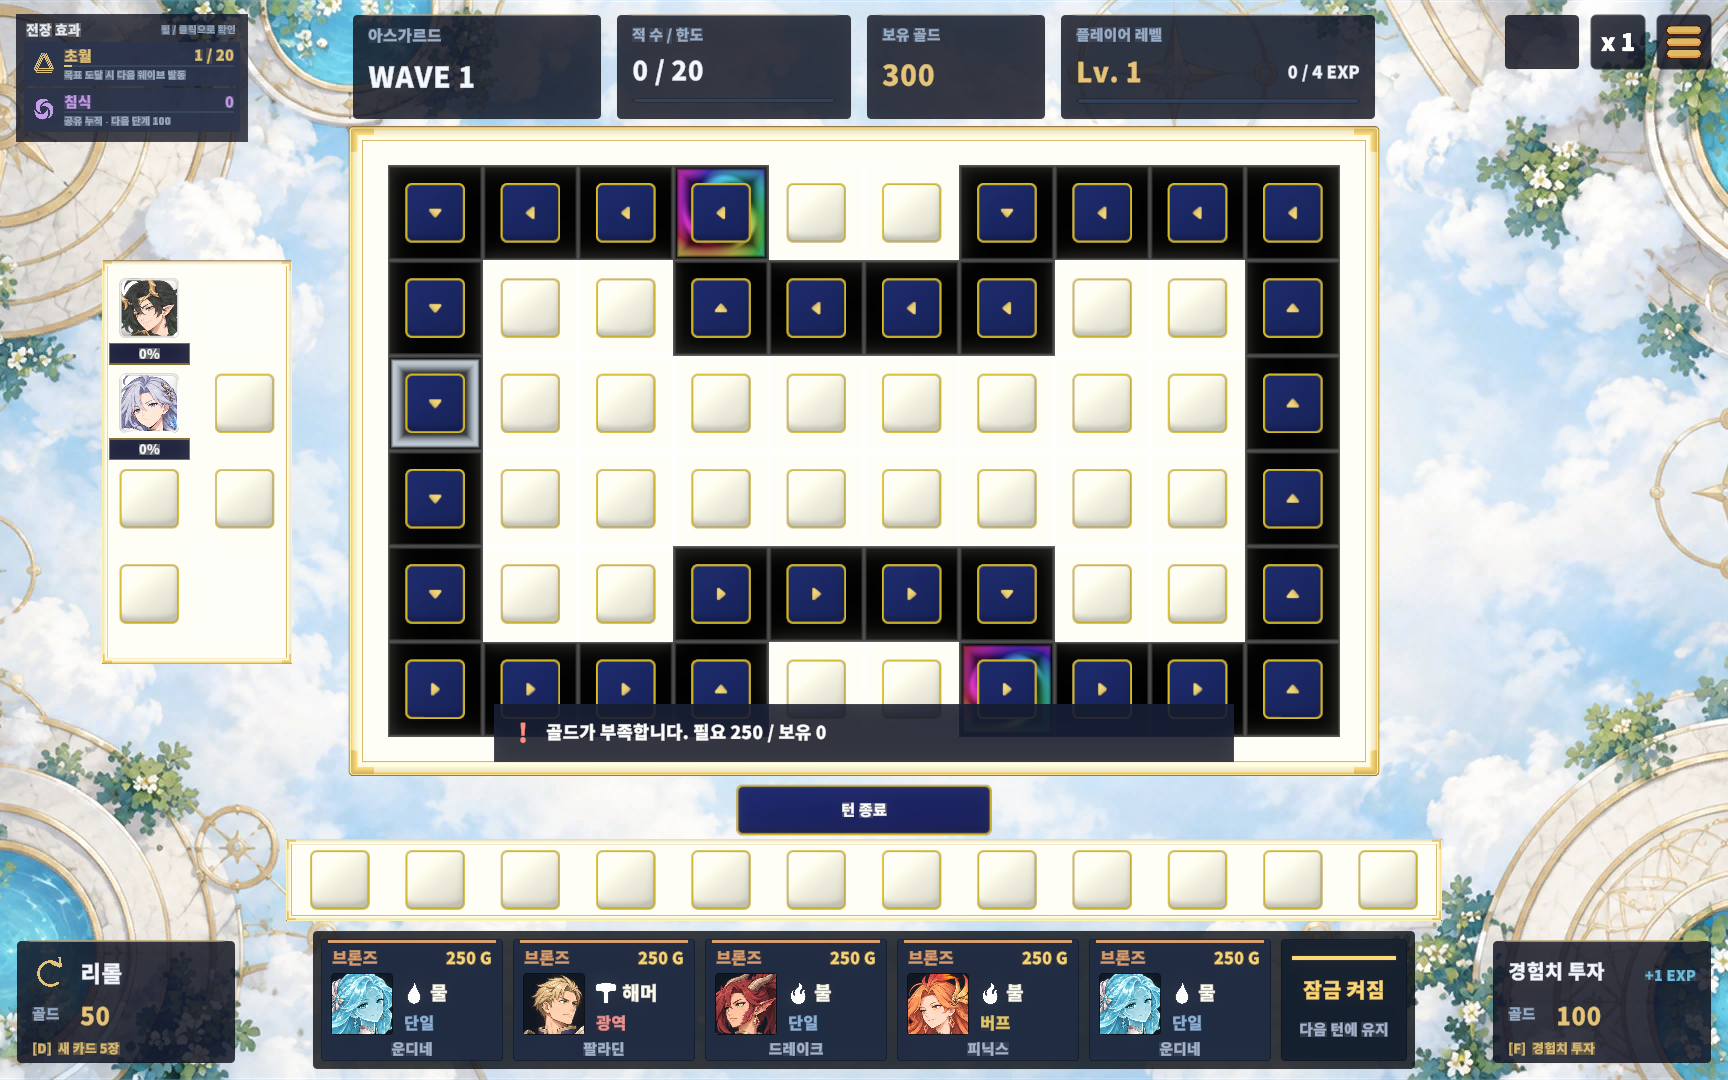 전장 효과
휠 / 클릭으로 확인
초월 1 / 20
목표 도달 시 다음 웨이브 발동
침식 0
공유 누적 · 다음 단계 100
아스가르드
WAVE 1
적 수 / 한도
0 / 20
보유 골드
300
플레이어 레벨
Lv. 1
0 / 4 EXP
x 1
0%
0%
! 골드가 부족합니다. 필요 250 / 보유 0
턴 종료
리롤
골드 50
[D] 새 카드 5장
브론즈 250 G
물
단일
운디네
브론즈 250 G
해머
광역
팔라딘
브론즈 250 G
불
단일
드레이크
브론즈 250 G
불
버프
피닉스
브론즈 250 G
물
단일
운디네
잠금 켜짐
다음 턴에 유지
경험치 투자 +1 EXP
골드 100
[F] 경험치 투자